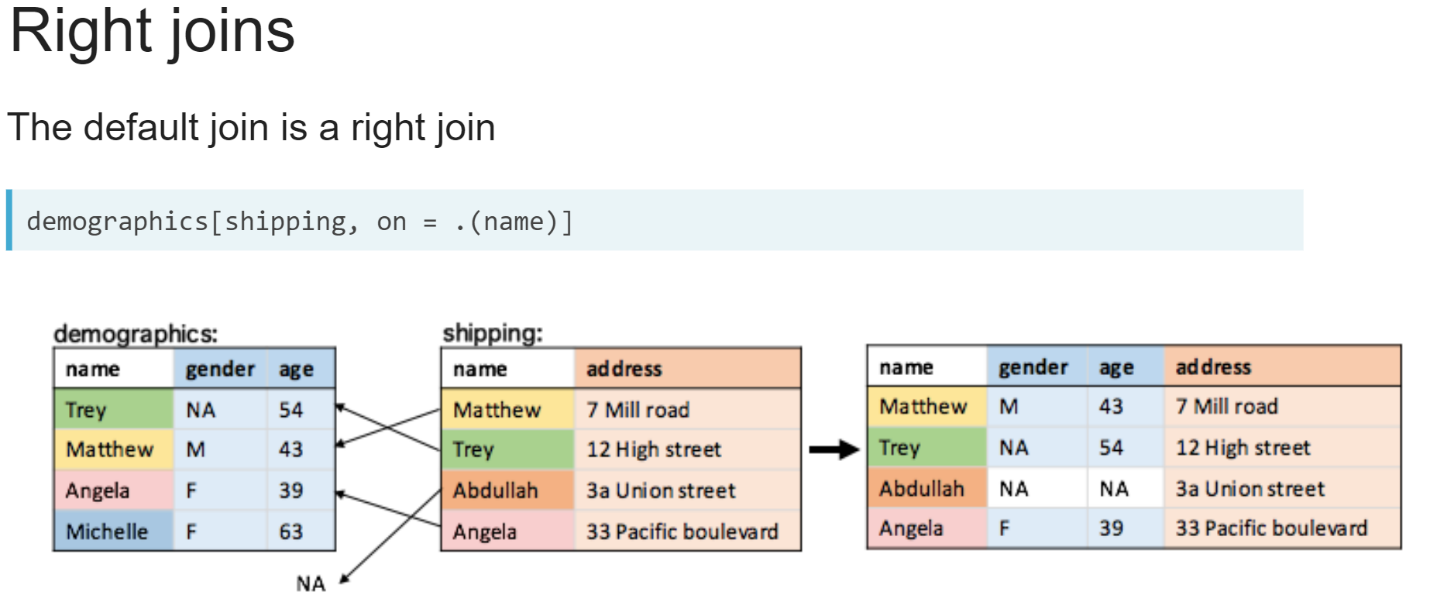 Right joins
The default join is a right join
demographics[shipping, on = .(name)]
demographics:
name gender age
Trey NA 54
Matthew M 43
Angela F 39
Michelle F 63
NA
shipping:
name address
Matthew 7 Mill road
Trey 12 High street
Abdullah 3a Union street
Angela 33 Pacific boulevard
name gender age address
Matthew M 43 7 Mill road
Trey NA 54 12 High street
Abdullah NA NA 3a Union street
Angela F 39 33 Pacific boulevard